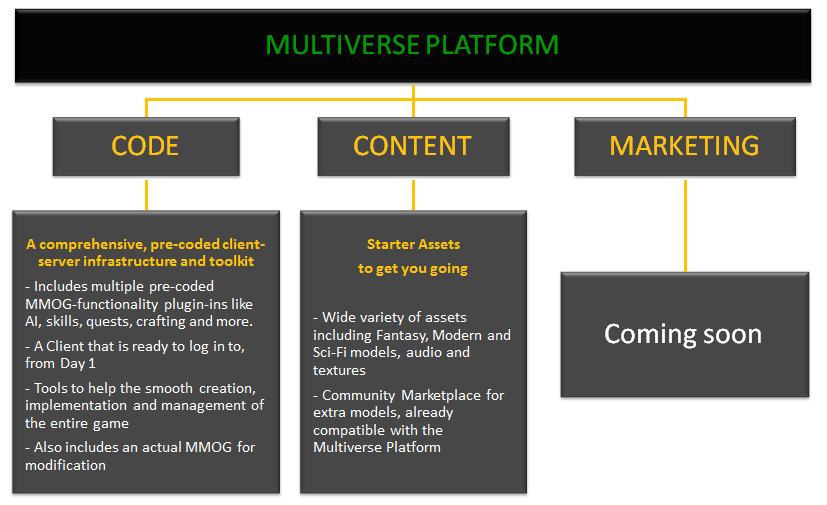 MULTIVERSE PLATFORM
CODE
CONTENT
MARKETING
A comprehensive, pre-coded client-
server infrastructure and toolkit
- Includes multiple pre-coded
MMOG-functionality plugin-ins like
AI, skills, quests, crafting and more.
- A Client that is ready to log in to,
from Day 1
- Tools to help the smooth creation,
implementation and management of
the entire game
- Also includes an actual MMOG for
modification
Starter Assets
to get you going
- Wide variety of assets
including Fantasy, Modern and
Sci-Fi models, audio and
textures
- Community Marketplace for
extra models, already
compatible with the
Multiverse Platform
Coming soon